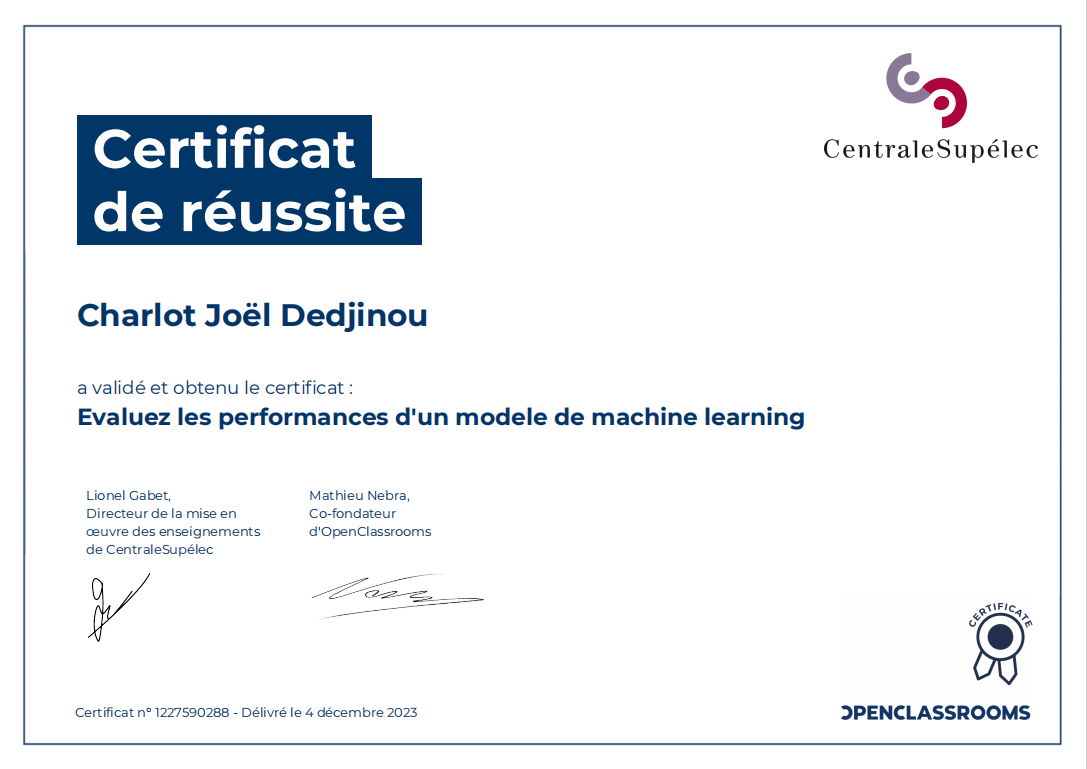 CentraleSupélec
Certificat
de réussite
Charlot Joël Dedjinou
a validé et obtenu le certificat :
Evaluez les performances d'un modele de machine learning
Lionel Gabet,
Directeur de la mise en
œuvre des enseignements
de CentraleSupélec
Mathieu Nebra,
Co-fondateur
d'OpenClassrooms
CERTIFICATE
Certificat n° 1227590288 - Délivré le 4 décembre 2023
OPENCLASSROOMS